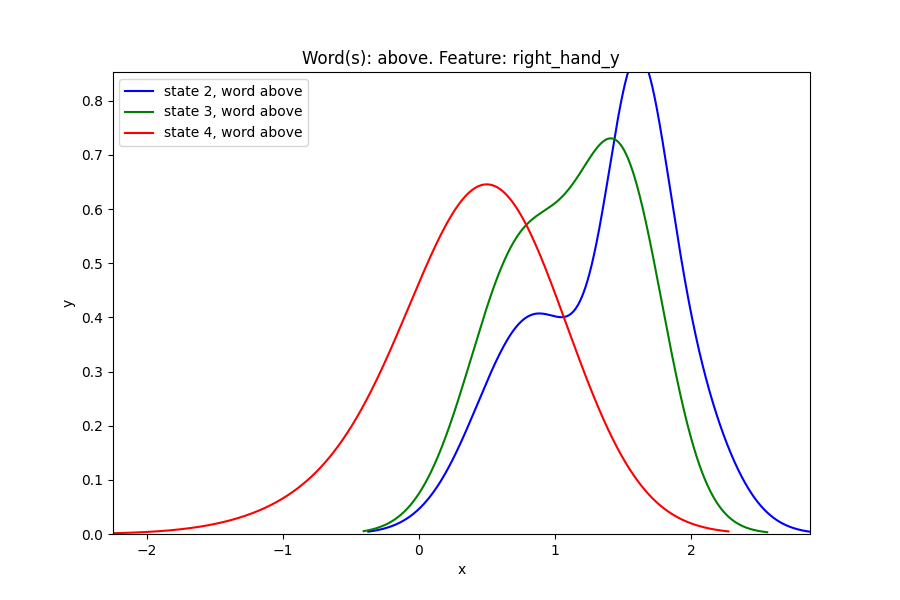 Word(s): above. Feature: right_hand_y
state 2, word above
state 3, word above
state 4, word above
0.8
0.7
0.6
0.5
0.4
0.3
0.2
0.1
0.0
y
−2
−1
0
1
2
x